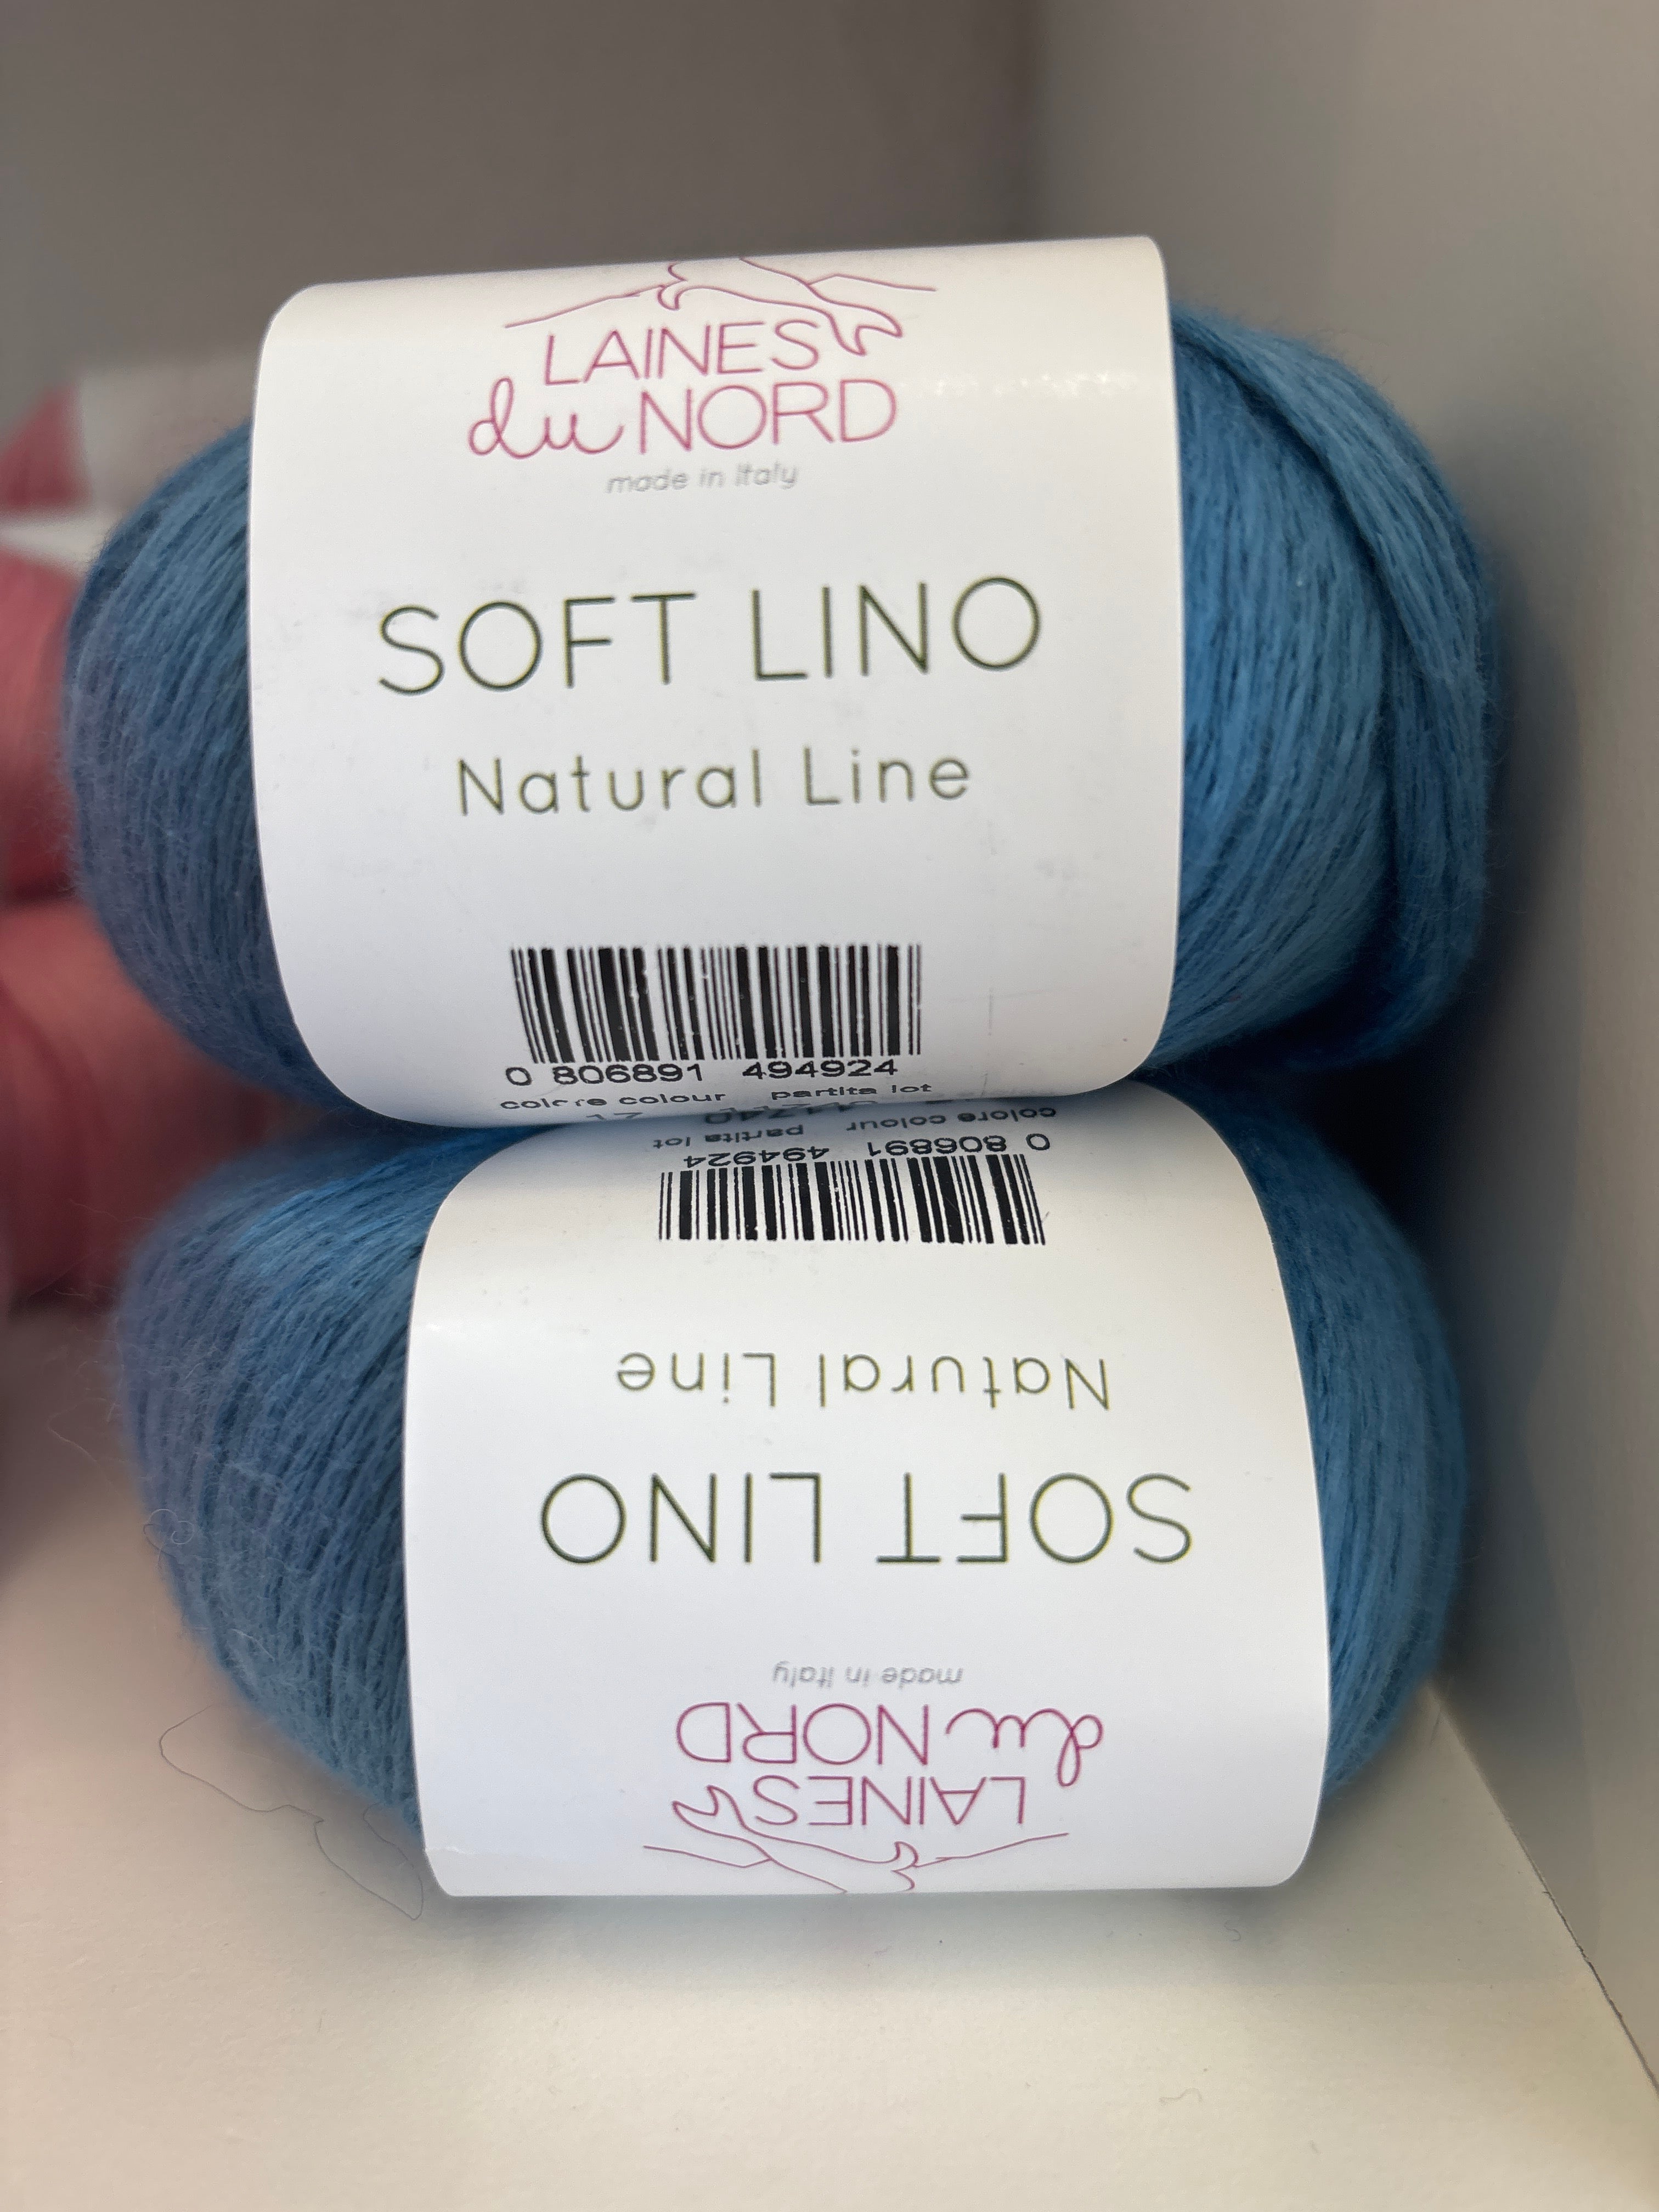 LAINES
du NORD
made in Italy
SOFT LINO
Natural Line
0 806891 494924
colore colour partita lot
colore colour partita lot
0 806891 494924
Natural Line
SOFT LINO
made in Italy
du NORD
LAINES